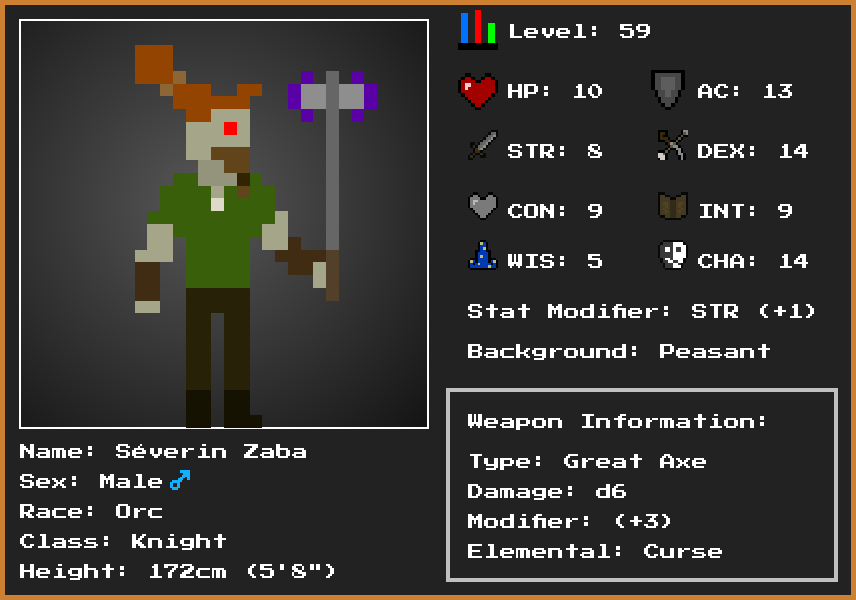 Level: 59
HP: 10 AC: 13
STR: 8 DEX: 14
CON: 9 INT: 9
WIS: 5 CHA: 14
Stat Modifier: STR (+1)
Background: Peasant
Weapon Information:
Type: Great Axe
Damage: d6
Modifier: (+3)
Elemental: Curse
Name: Séverin Zaba
Sex: Male♂
Race: Orc
Class: Knight
Height: 172cm (5'8")